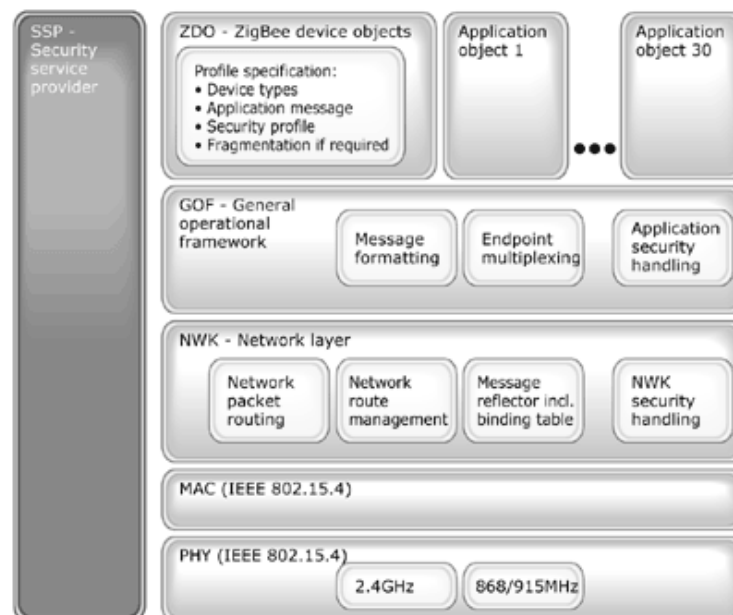 SSP -
Security
service
provider
ZDO - ZigBee device objects
Profile specification:
• Device types
• Application message
• Security profile
• Fragmentation if required
Application
object 1
•••
Application
object 30
GOF - General
operational
framework
Message
formatting
Endpoint
multiplexing
Application
security
handling
NWK - Network layer
Network
packet
routing
Network
route
management
Message
reflector incl.
binding table
NWK
security
handling
MAC (IEEE 802.15.4)
PHY (IEEE 802.15.4)
2.4GHz
868/915MHz